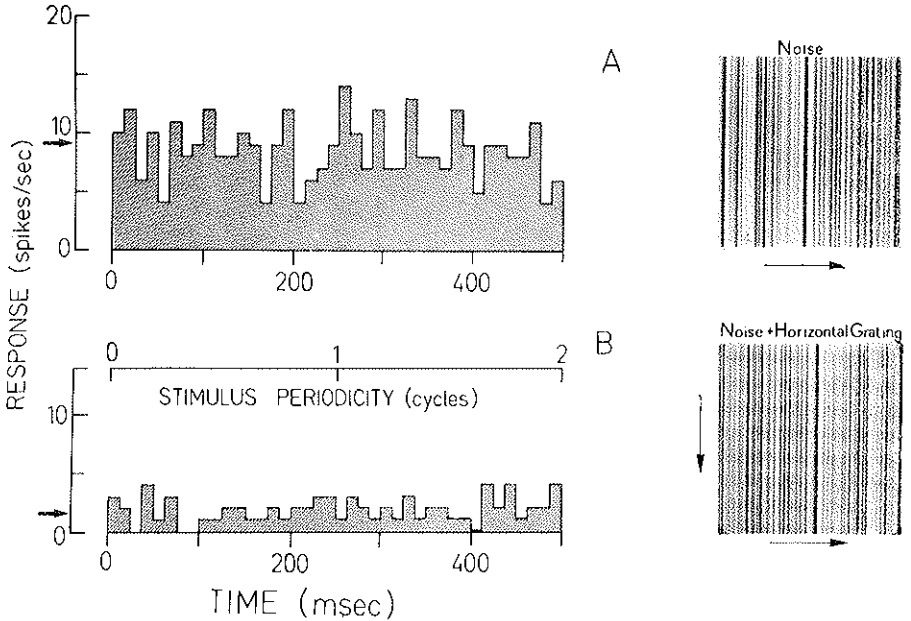 20
10
0
RESPONSE (spikes/sec)
0 200 400
A
Noise
B
Noise + Horizontal Grating
0 1 2
STIMULUS PERIODICITY (cycles)
10
0
0 200 400
TIME (msec)